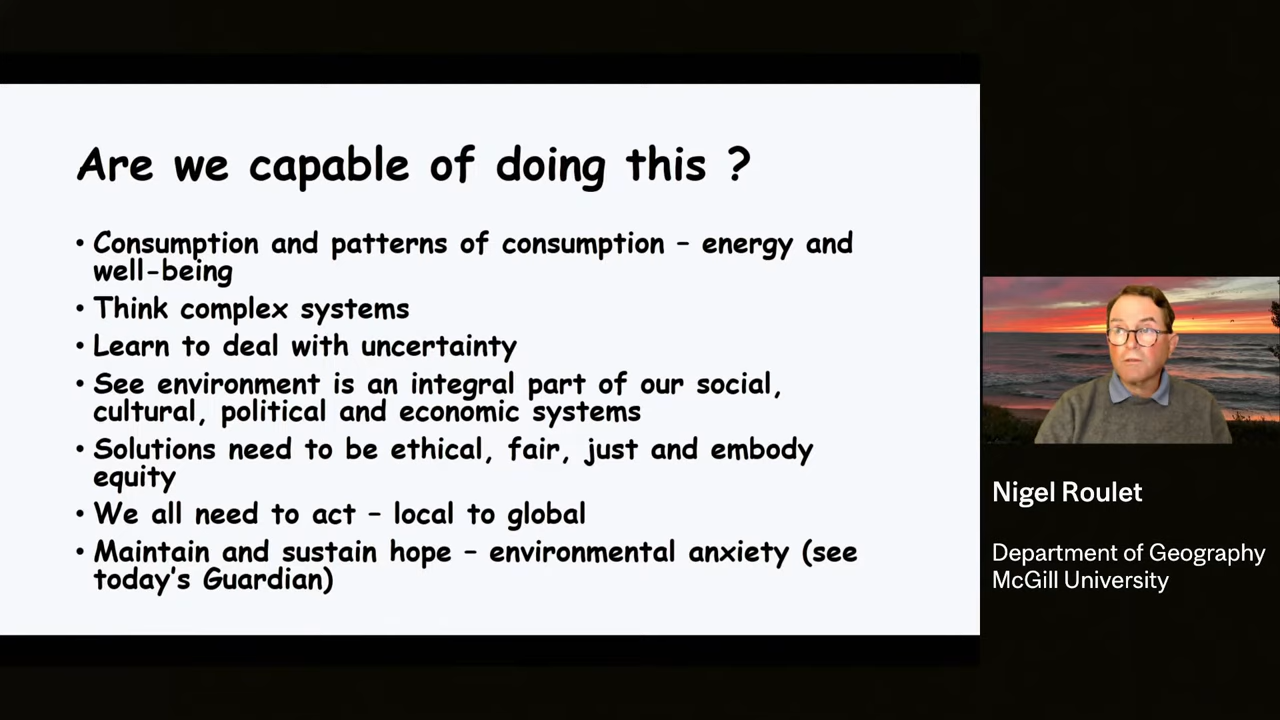 Are we capable of doing this ?
• Consumption and patterns of consumption – energy and
well-being
• Think complex systems
• Learn to deal with uncertainty
• See environment is an integral part of our social,
cultural, political and economic systems
• Solutions need to be ethical, fair, just and embody
equity
• We all need to act – local to global
• Maintain and sustain hope – environmental anxiety (see
today's Guardian)
Nigel Roulet
Department of Geography
McGill University